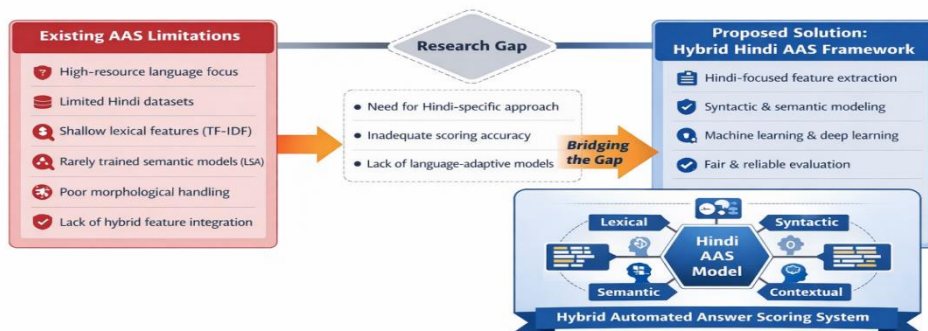 Existing AAS Limitations
High-resource language focus
Limited Hindi datasets
Shallow lexical features (TF-IDF)
Rarely trained semantic models (LSA)
Poor morphological handling
Lack of hybrid feature integration
Research Gap
• Need for Hindi-specific approach
• Inadequate scoring accuracy
• Lack of language-adaptive models
Bridging
the Gap
Proposed Solution:
Hybrid Hindi AAS Framework
Hindi-focused feature extraction
Syntactic & semantic modeling
Machine learning & deep learning
Fair & reliable evaluation
Lexical
Syntactic
Hindi
AAS
Model
Semantic
Contextual
Hybrid Automated Answer Scoring System